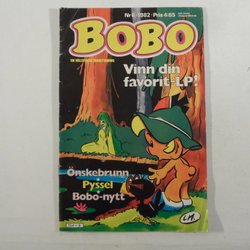 Nr 6 · 1982 · Pris 4:65
BOBO
Vinn din
favorit-LP!
Önskebrunn
Pyssel
Bobo-nytt